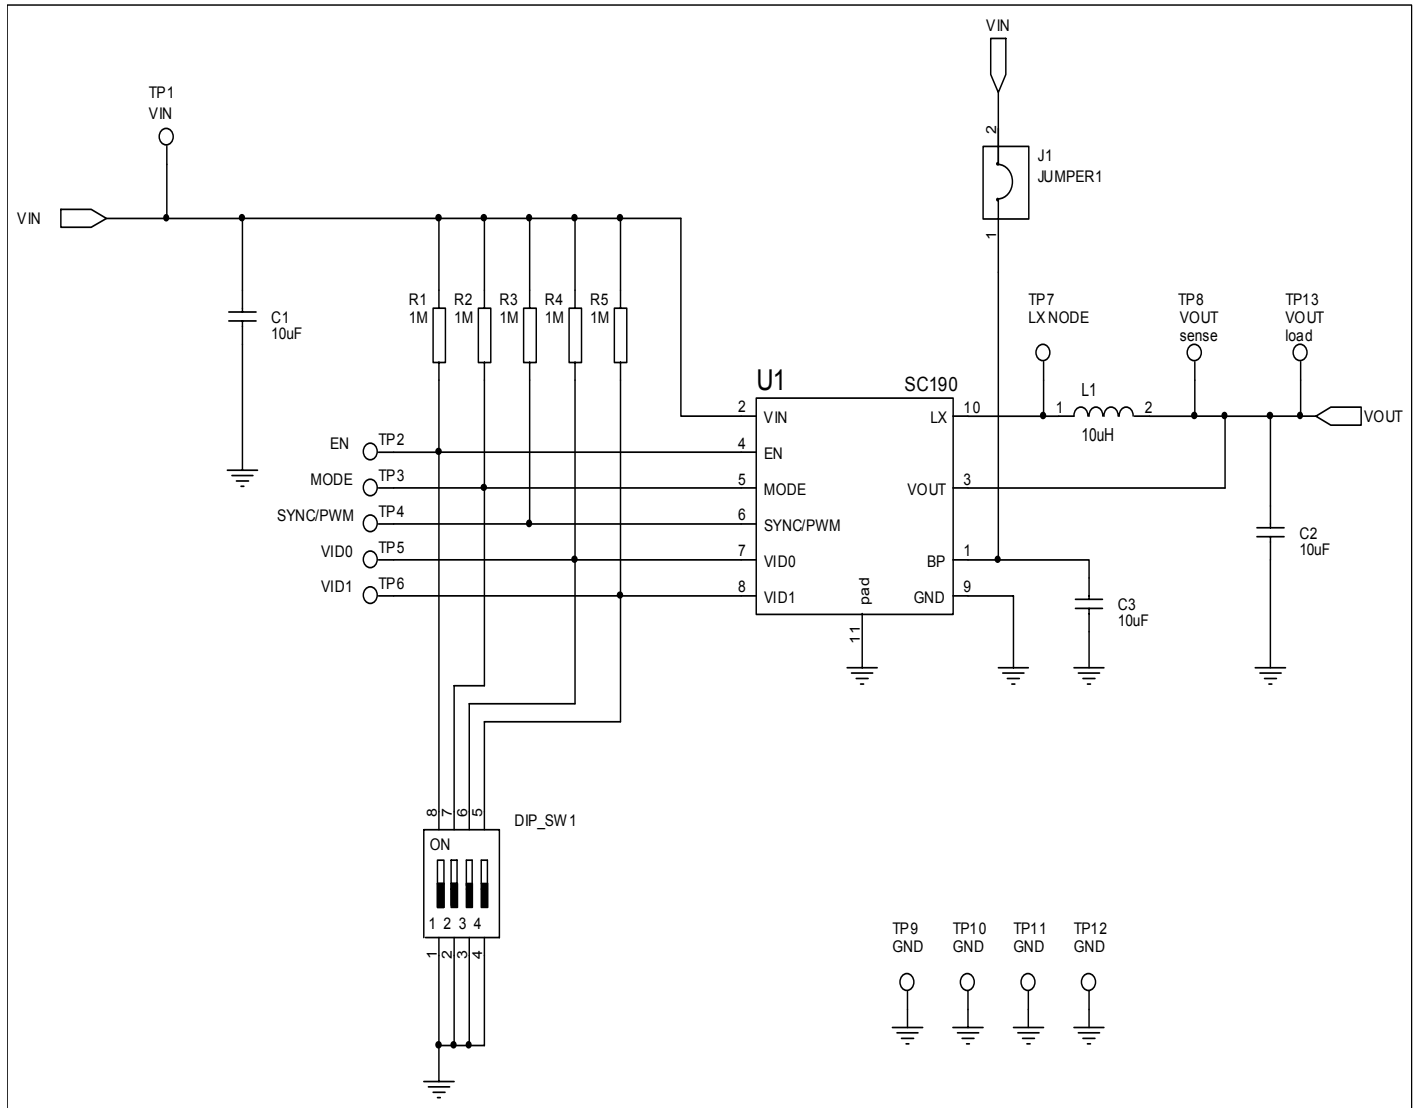 VIN
TP1
VIN
2
J1
JUMPER1
1
VIN
R1
1M
R2
1M
R3
1M
R4
1M
R5
1M
C1
10uF
TP7
LX NODE
TP8
VOUT
sense
TP13
VOUT
load
U1
SC190
L1
1
2
10uH
VOUT
2
VIN
LX
10
EN
TP2
4
EN
MODE
TP3
5
MODE
VOUT
3
SYNC/PWM
TP4
6
SYNC/PWM
VID0
TP5
7
VID0
BP
1
VID1
TP6
8
VID1
GND
9
pad
11
C2
10uF
C3
10uF
8
7
6
5
DIP_SW1
ON
1 2 3 4
1
2
3
4
TP9
GND
TP10
GND
TP11
GND
TP12
GND